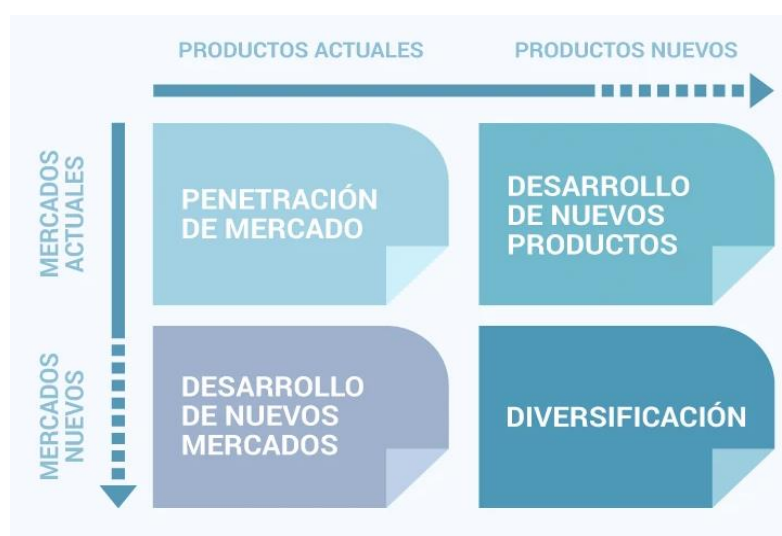 PRODUCTOS ACTUALES
PRODUCTOS NUEVOS
MERCADOS
ACTUALES
PENETRACIÓN
DE MERCADO
DESARROLLO
DE NUEVOS
PRODUCTOS
MERCADOS
NUEVOS
DESARROLLO
DE NUEVOS
MERCADOS
DIVERSIFICACIÓN